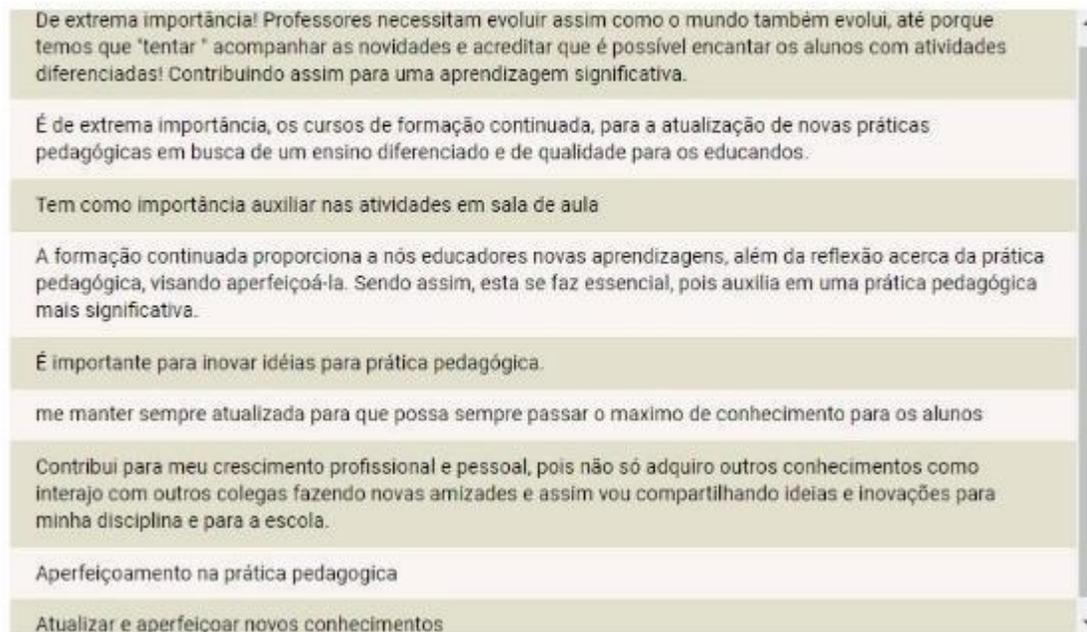 De extrema importância! Professores necessitam evoluir assim como o mundo também evolui, até porque
temos que "tentar " acompanhar as novidades e acreditar que é possível encantar os alunos com atividades
diferenciadas! Contribuindo assim para uma aprendizagem significativa.
É de extrema importância, os cursos de formação continuada, para a atualização de novas práticas
pedagógicas em busca de um ensino diferenciado e de qualidade para os educandos.
Tem como importância auxiliar nas atividades em sala de aula
A formação continuada proporciona a nós educadores novas aprendizagens, além da reflexão acerca da prática
pedagógica, visando aperfeiçoá-la. Sendo assim, esta se faz essencial, pois auxilia em uma prática pedagógica
mais significativa.
É importante para inovar idéias para prática pedagógica.
me manter sempre atualizada para que possa sempre passar o maximo de conhecimento para os alunos
Contribui para meu crescimento profissional e pessoal, pois não só adquiro outros conhecimentos como
interajo com outros colegas fazendo novas amizades e assim vou compartilhando ideias e inovações para
minha disciplina e para a escola.
Aperfeiçoamento na prática pedagogica
Atualizar e aperfeiçoar novos conhecimentos